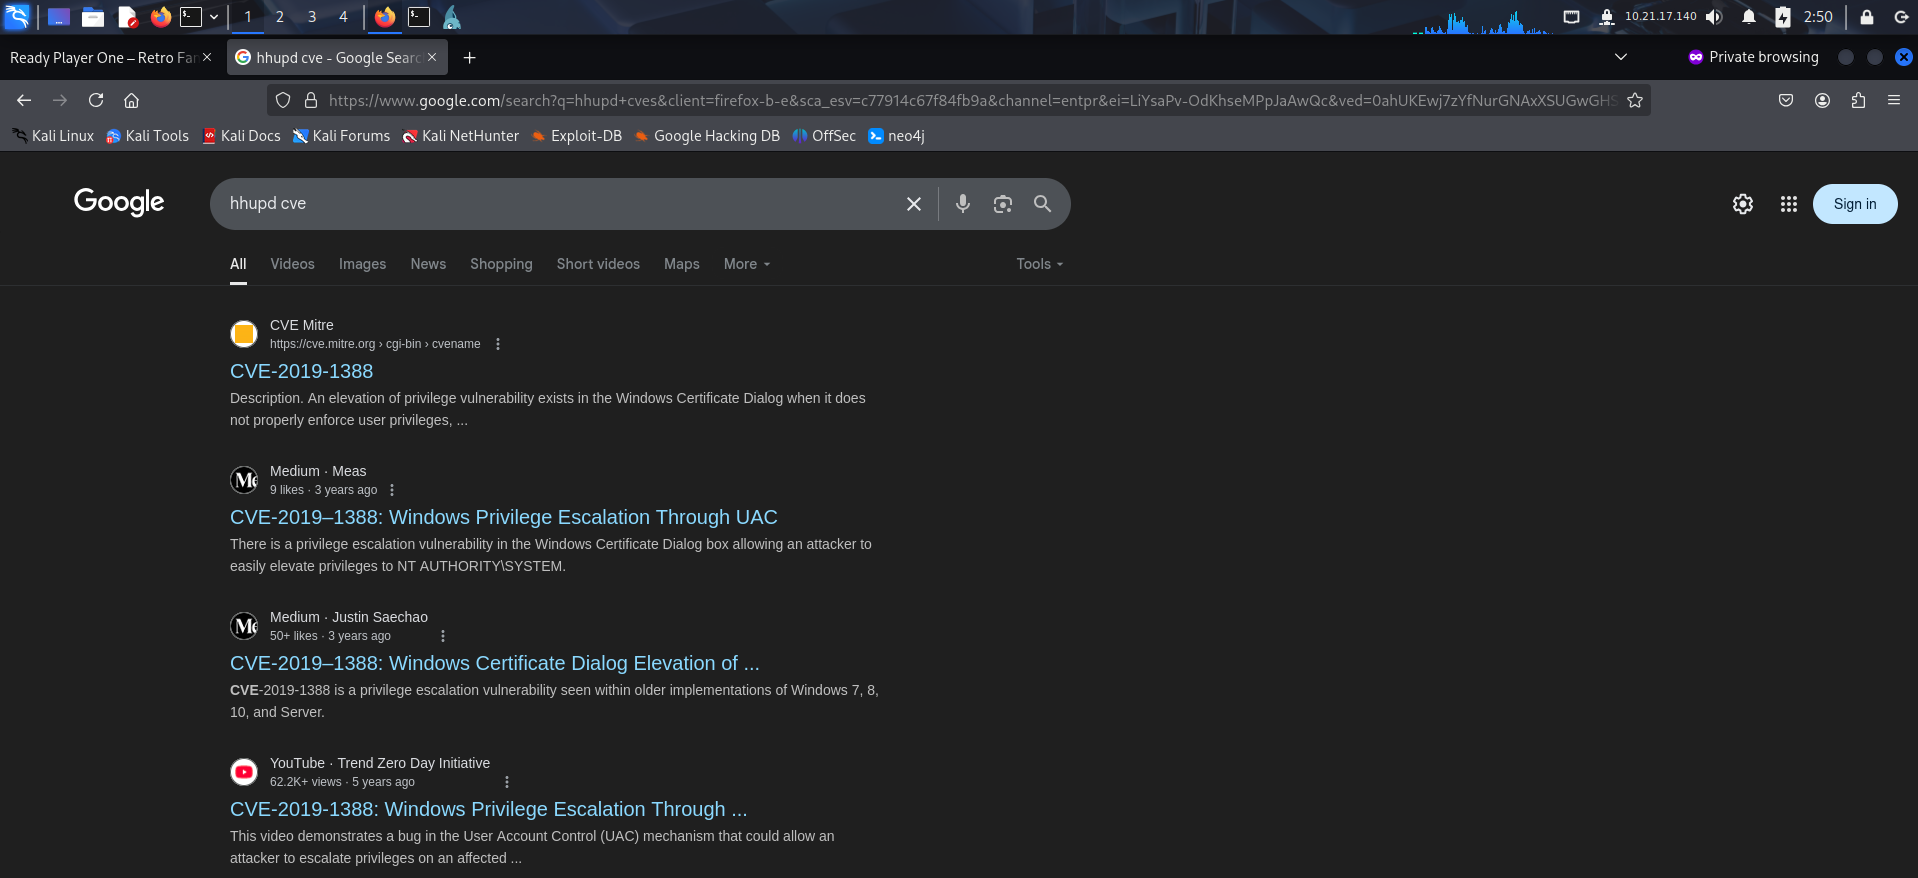 1 2 3 4 10.21.17.140 2:50
Ready Player One – Retro Fan hhupd cve - Google Searc Private browsing
https://www.google.com/search?q=hhupd+cves&client=firefox-b-e&sca_esv=c77914c67f84fb9a&channel=entpr&ei=LiYsaPv-OdKhseMPpJaAwQc&ved=0ahUKEwj7zYfNurGNAxXSUGwGHS
Kali Linux Kali Tools Kali Docs Kali Forums Kali NetHunter Exploit-DB Google Hacking DB OffSec neo4j
Google hhupd cve Sign in
All Videos Images News Shopping Short videos Maps More Tools
CVE Mitre
https://cve.mitre.org › cgi-bin › cvename
CVE-2019-1388
Description. An elevation of privilege vulnerability exists in the Windows Certificate Dialog when it does
not properly enforce user privileges, ...
Medium · Meas
9 likes · 3 years ago
CVE-2019–1388: Windows Privilege Escalation Through UAC
There is a privilege escalation vulnerability in the Windows Certificate Dialog box allowing an attacker to
easily elevate privileges to NT AUTHORITY\SYSTEM.
Medium · Justin Saechao
50+ likes · 3 years ago
CVE-2019–1388: Windows Certificate Dialog Elevation of ...
CVE-2019-1388 is a privilege escalation vulnerability seen within older implementations of Windows 7, 8,
10, and Server.
YouTube · Trend Zero Day Initiative
62.2K+ views · 5 years ago
CVE-2019-1388: Windows Privilege Escalation Through ...
This video demonstrates a bug in the User Account Control (UAC) mechanism that could allow an
attacker to escalate privileges on an affected ...